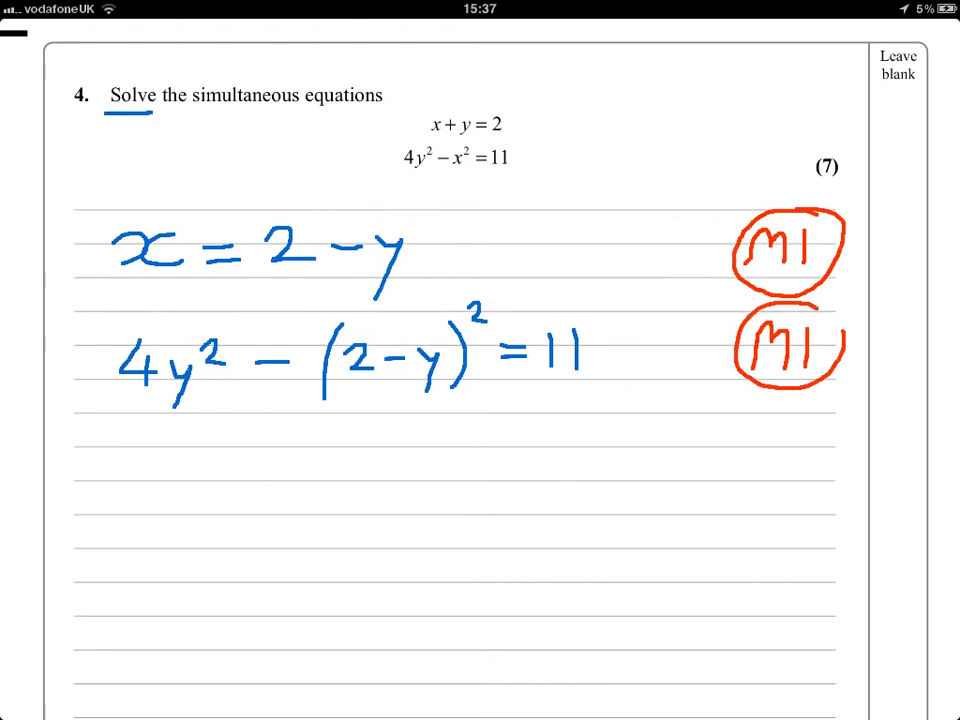 vodafone UK 15:37 5%
Leave
blank
4. Solve the simultaneous equations
x + y = 2
4y² − x² = 11
(7)
x = 2 - y M1
4y² - (2-y)² = 11 M1